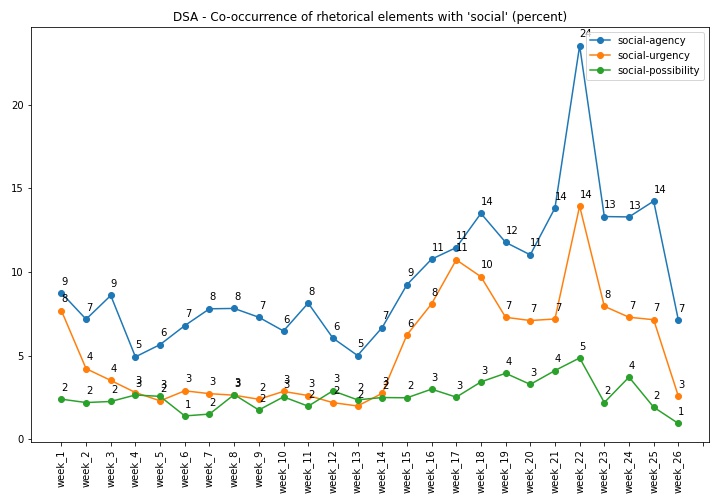 DSA - Co-occurrence of rhetorical elements with 'social' (percent)
social-agency
social-urgency
social-possibility
20
15
10
5
0
9 7 9 5 6 7 8 8 7 6 8 6 5 7 9 11 11 14 12 11 14 24 13 13 14 7
8 4 4 3 2 3 3 3 2 3 3 2 2 3 6 8 11 10 7 7 7 14 8 7 7 3
2 2 2 3 3 1 2 3 2 3 2 3 2 2 2 3 3 3 4 3 4 5 2 4 2 1
week_1
week_2
week_3
week_4
week_5
week_6
week_7
week_8
week_9
week_10
week_11
week_12
week_13
week_14
week_15
week_16
week_17
week_18
week_19
week_20
week_21
week_22
week_23
week_24
week_25
week_26